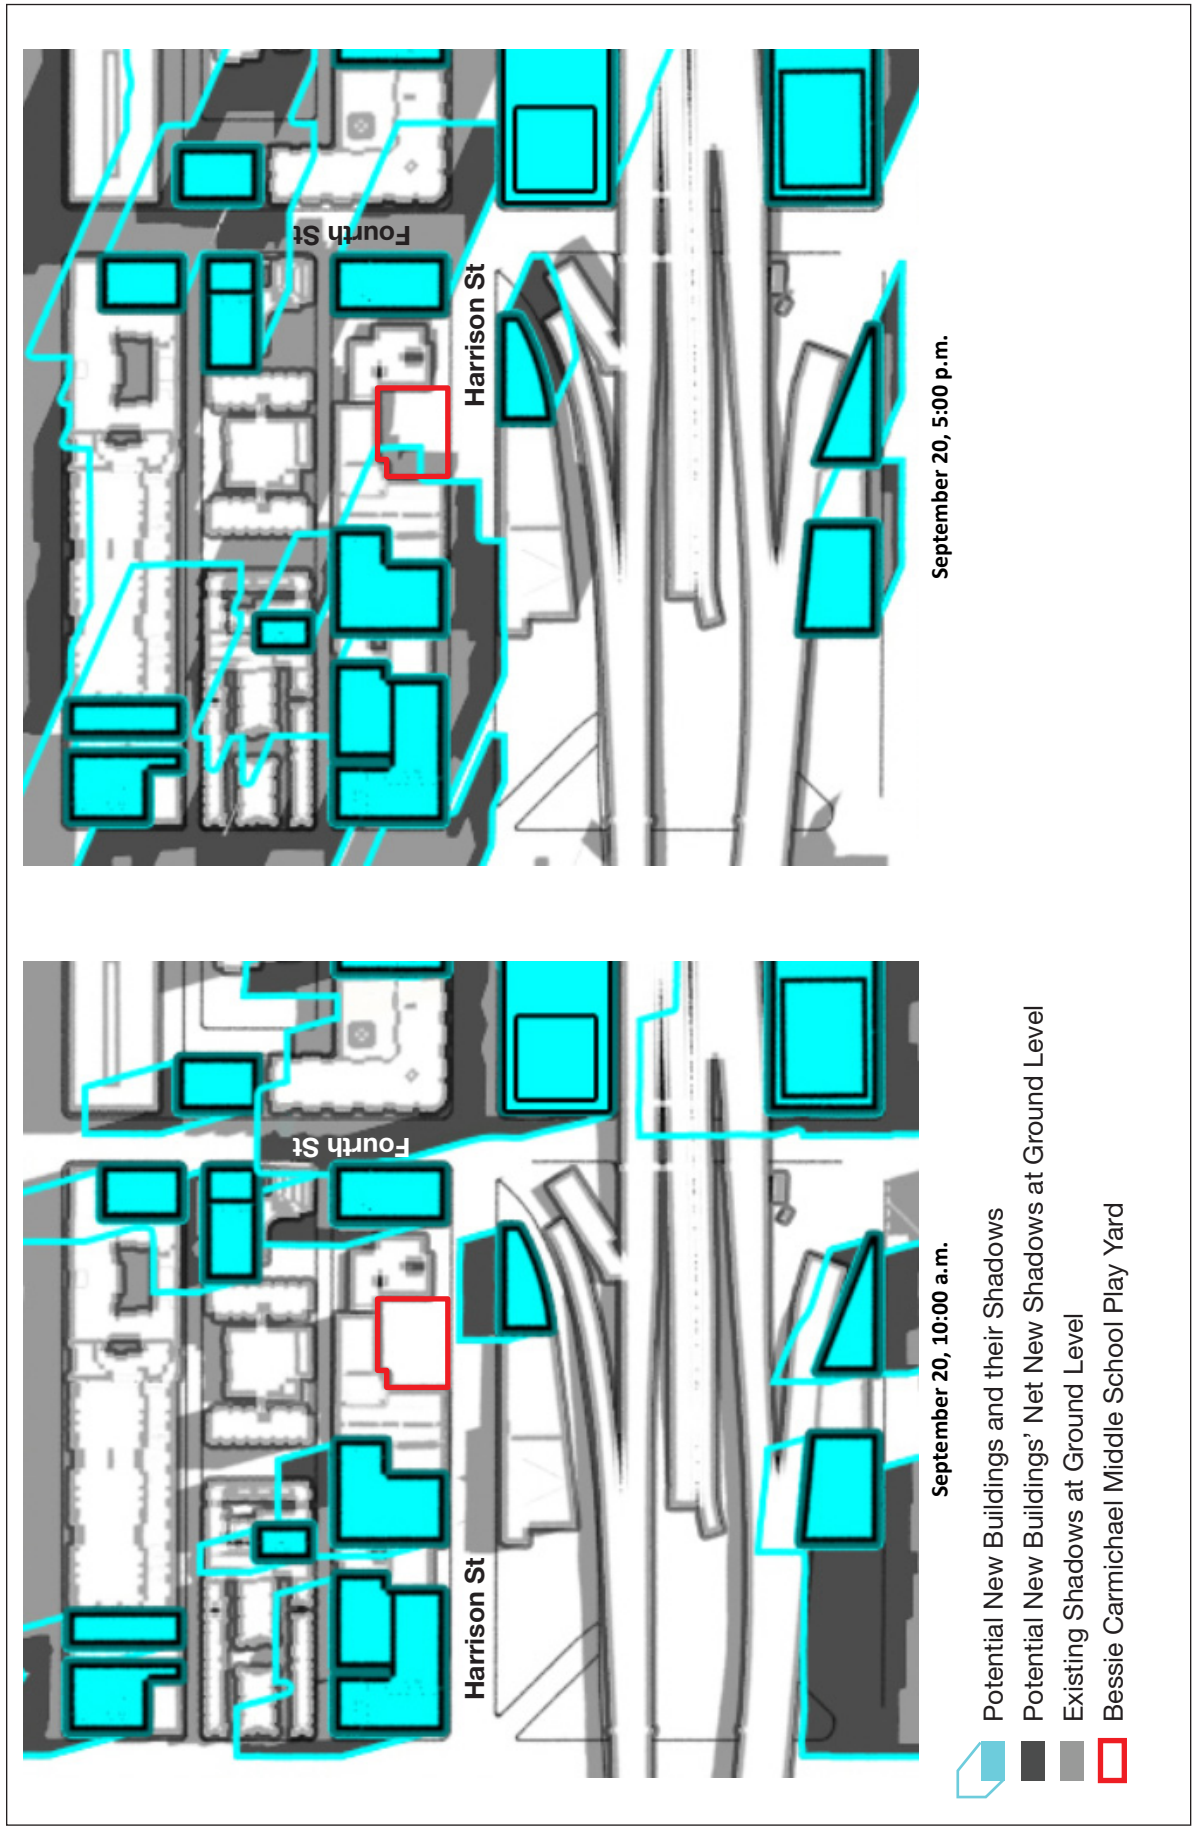 Fourth St
Harrison St
September 20, 10:00 a.m.
Fourth St
Harrison St
September 20, 5:00 p.m.
Potential New Buildings and their Shadows
Potential New Buildings’ Net New Shadows at Ground Level
Existing Shadows at Ground Level
Bessie Carmichael Middle School Play Yard